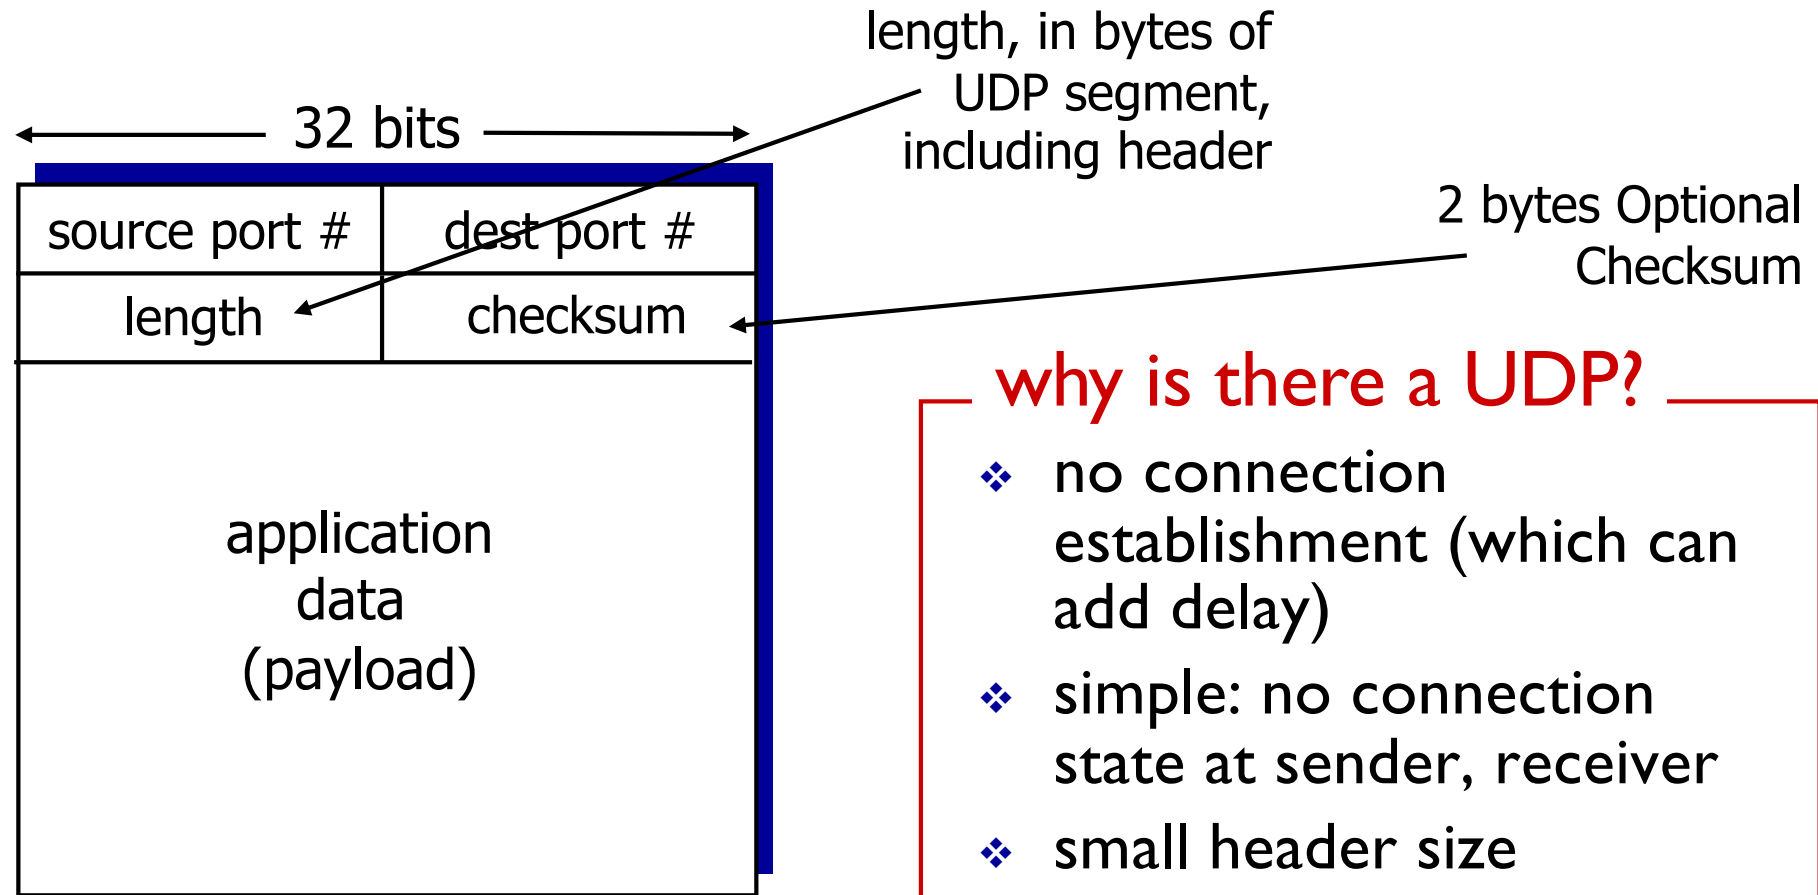 length, in bytes of
UDP segment,
including header
32 bits
2 bytes Optional
Checksum
source port #
dest port #
length
checksum
application
data
(payload)
why is there a UDP?
❖ no connection
establishment (which can
add delay)
❖ simple: no connection
state at sender, receiver
❖ small header size